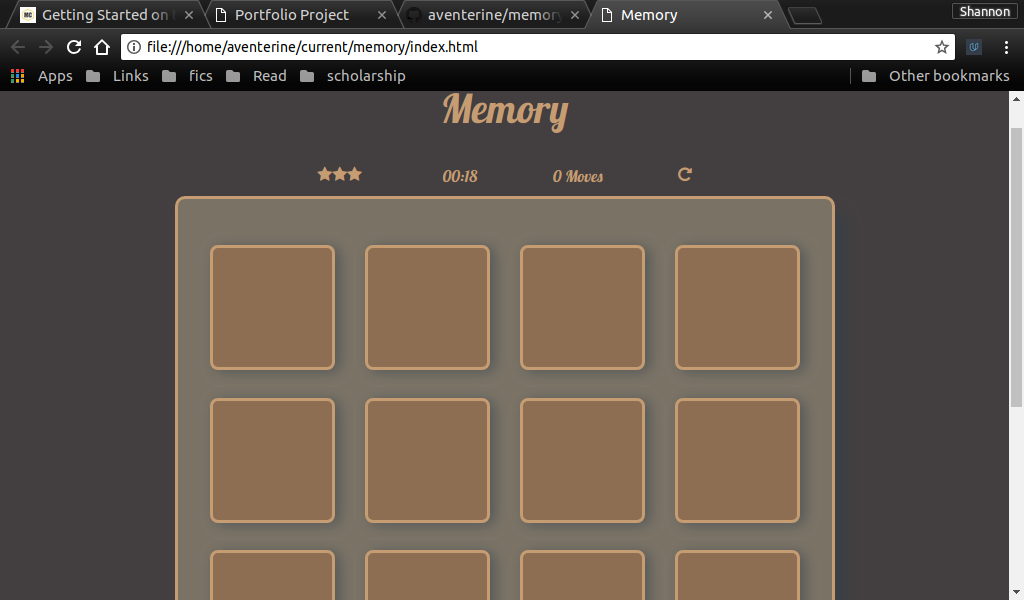 Getting Started on
Portfolio Project
aventerine/memory
Memory
Shannon
file:///home/aventerine/current/memory/index.html
Apps Links fics Read scholarship Other bookmarks
Memory
00:18 0 Moves